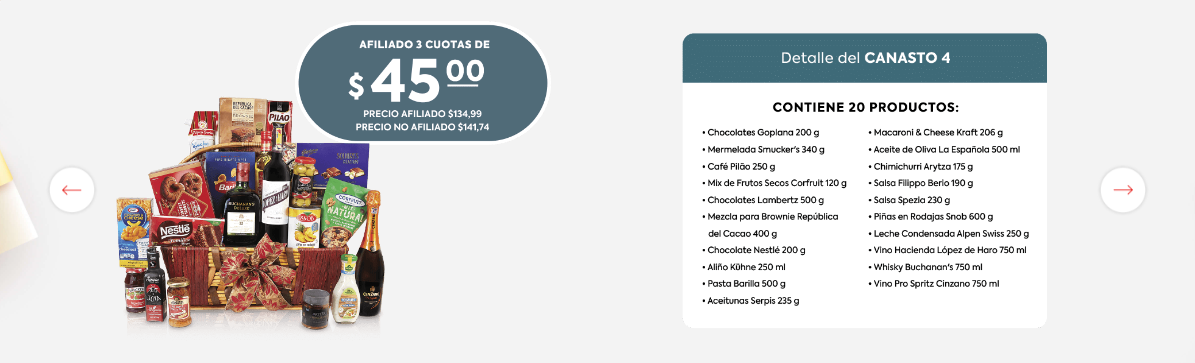 AFILIADO 3 CUOTAS DE
$4500
PRECIO AFILIADO $134,99
PRECIO NO AFILIADO $141,74
PILAO
Nestlé
NATURAL
Detalle del CANASTO 4
CONTIENE 20 PRODUCTOS:
• Chocolates Goplana 200 g
• Mermelada Smucker's 340 g
• Café Pilão 250 g
• Mix de Frutos Secos Corfruit 120 g
• Chocolates Lambertz 500 g
• Mezcla para Brownie República
del Cacao 400 g
• Chocolate Nestlé 200 g
• Aliño Kühne 250 ml
• Pasta Barilla 500 g
• Aceitunas Serpis 235 g
• Macaroni & Cheese Kraft 206 g
• Aceite de Oliva La Española 500 ml
• Chimichurri Arytza 175 g
• Salsa Filippo Berio 190 g
• Salsa Spezia 230 g
• Piñas en Rodajas Snob 600 g
• Leche Condensada Alpen Swiss 250 g
• Vino Hacienda López de Haro 750 ml
• Whisky Buchanan's 750 ml
• Vino Pro Spritz Cinzano 750 ml